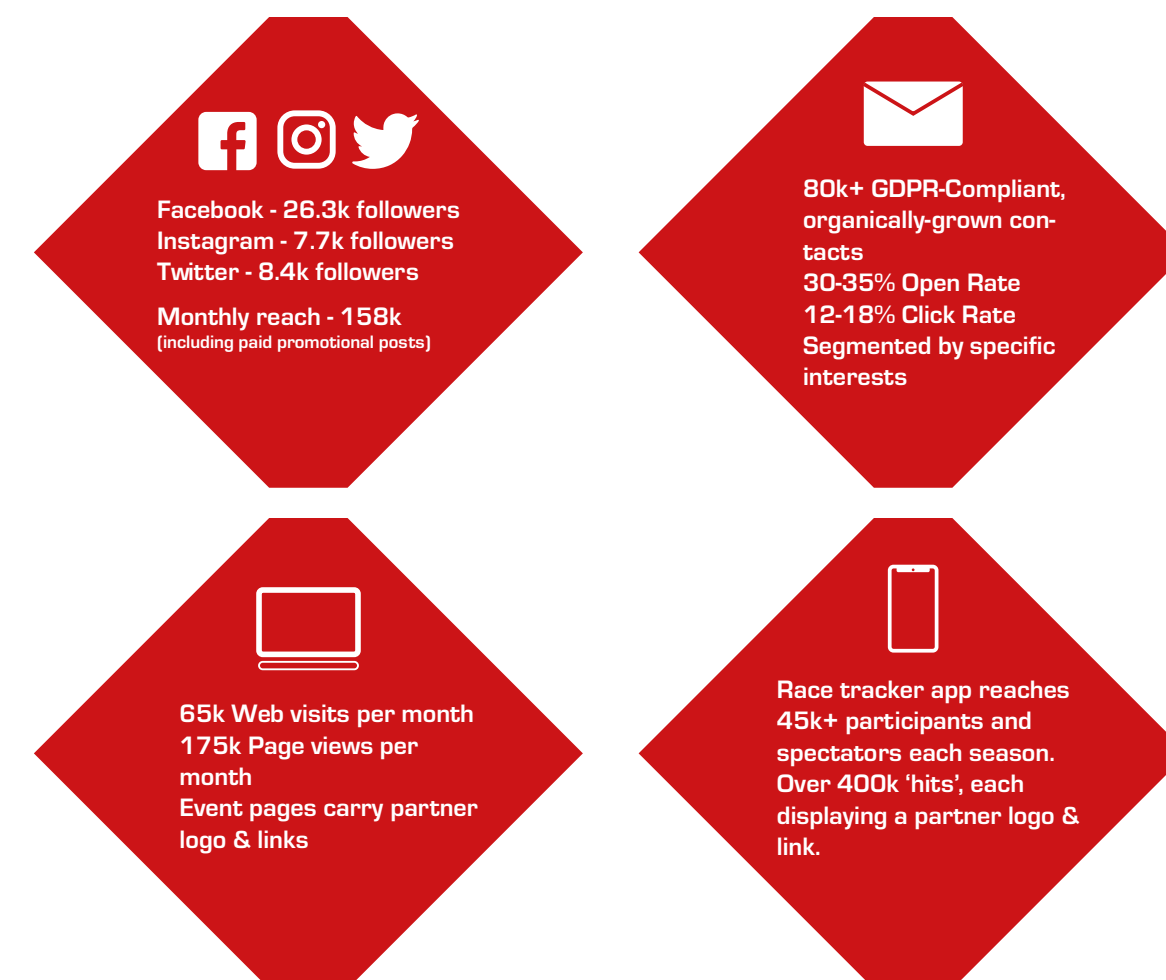 Facebook - 26.3k followers
Instagram - 7.7k followers
Twitter - 8.4k followers
Monthly reach - 158k
(including paid promotional posts)
80k+ GDPR-Compliant,
organically-grown con-
tacts
30-35% Open Rate
12-18% Click Rate
Segmented by specific
interests
65k Web visits per month
175k Page views per
month
Event pages carry partner
logo & links
Race tracker app reaches
45k+ participants and
spectators each season.
Over 400k ‘hits’, each
displaying a partner logo &
link.